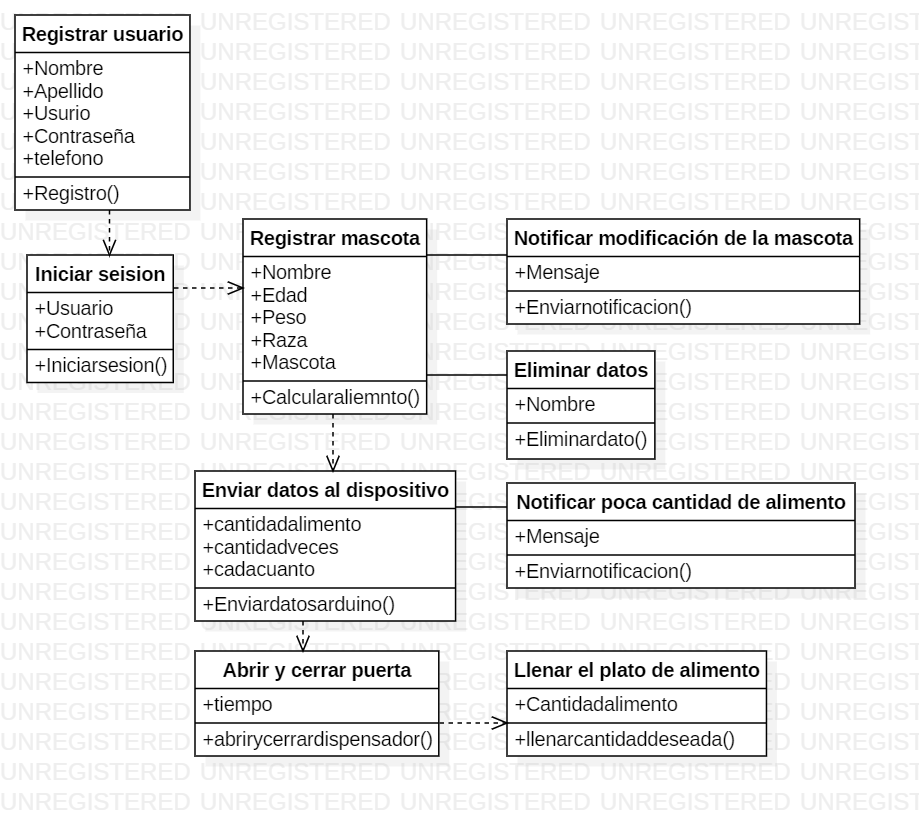 Registrar usuario
+Nombre
+Apellido
+Usurio
+Contraseña
+telefono
+Registro()
Iniciar seision
+Usuario
+Contraseña
+Iniciarsesion()
Registrar mascota
+Nombre
+Edad
+Peso
+Raza
+Mascota
+Calcularaliemnto()
Notificar modificación de la mascota
+Mensaje
+Enviarnotificacion()
Eliminar datos
+Nombre
+Eliminardato()
Enviar datos al dispositivo
+cantidadalimento
+cantidadveces
+cadacuanto
+Enviardatosarduino()
Notificar poca cantidad de alimento
+Mensaje
+Enviarnotificacion()
Abrir y cerrar puerta
+tiempo
+abrirycerrardispensador()
Llenar el plato de alimento
+Cantidadalimento
+llenarcantidaddeseada()
UNREGISTERED